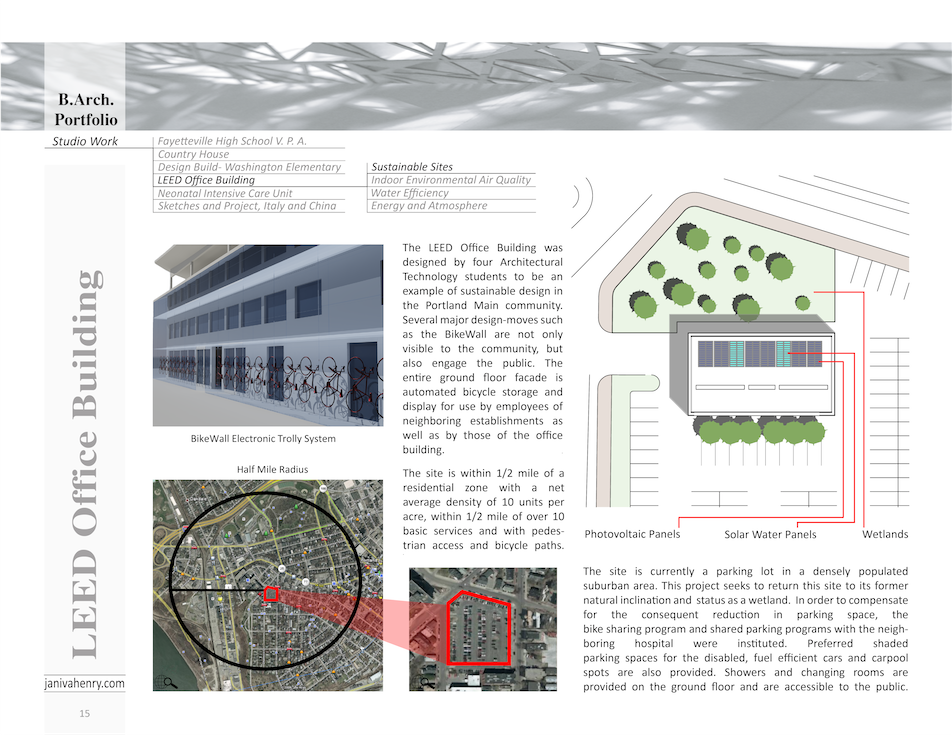 B.Arch.
Portfolio
Studio Work
Fayetteville High School V. P. A.
Country House
Design Build- Washington Elementary
LEED Office Building
Neonatal Intensive Care Unit
Sketches and Project, Italy and China
Sustainable Sites
Indoor Environmental Air Quality
Water Efficiency
Energy and Atmosphere
LEED Office Building
BikeWall Electronic Trolly System
Half Mile Radius
The LEED Office Building was
designed by four Architectural
Technology students to be an
example of sustainable design in
the Portland Main community.
Several major design-moves such
as the BikeWall are not only
visible to the community, but
also engage the public. The
entire ground floor facade is
automated bicycle storage and
display for use by employees of
neighboring establishments as
well as by those of the office
building.
The site is within 1/2 mile of a
residential zone with a net
average density of 10 units per
acre, within 1/2 mile of over 10
basic services and with pedes-
trian access and bicycle paths.
Photovoltaic Panels
Solar Water Panels
Wetlands
The site is currently a parking lot in a densely populated
suburban area. This project seeks to return this site to its former
natural inclination and status as a wetland. In order to compensate
for the consequent reduction in parking space, the
bike sharing program and shared parking programs with the neigh-
boring hospital were instituted. Preferred shaded
parking spaces for the disabled, fuel efficient cars and carpool
spots are also provided. Showers and changing rooms are
provided on the ground floor and are accessible to the public.
janivahenry.com
15